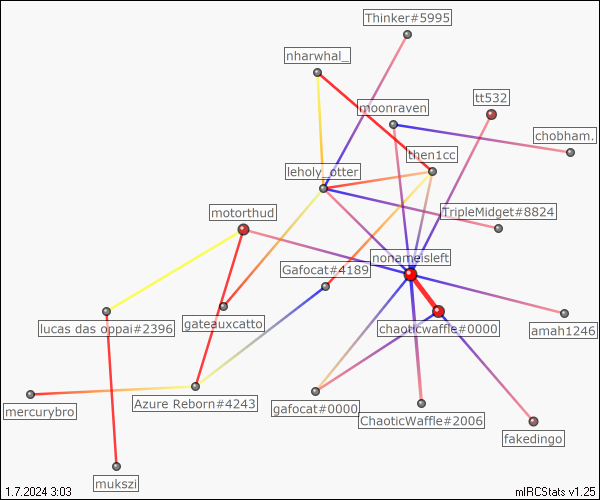 Thinker#5995
nharwhal_
tt532
moonraven
chobham.
then1cc
leholy_otter
motorthud
TripleMidget#8824
nonameisleft
Gafocat#4189
gateauxcatto
lucas das oppai#2396
chaoticwaffle#0000
amah1246
Azure Reborn#4243
mercurybro
gafocat#0000
ChaoticWaffle#2006
fakedingo
mukszi
1.7.2024 3:03
mIRCStats v1.25